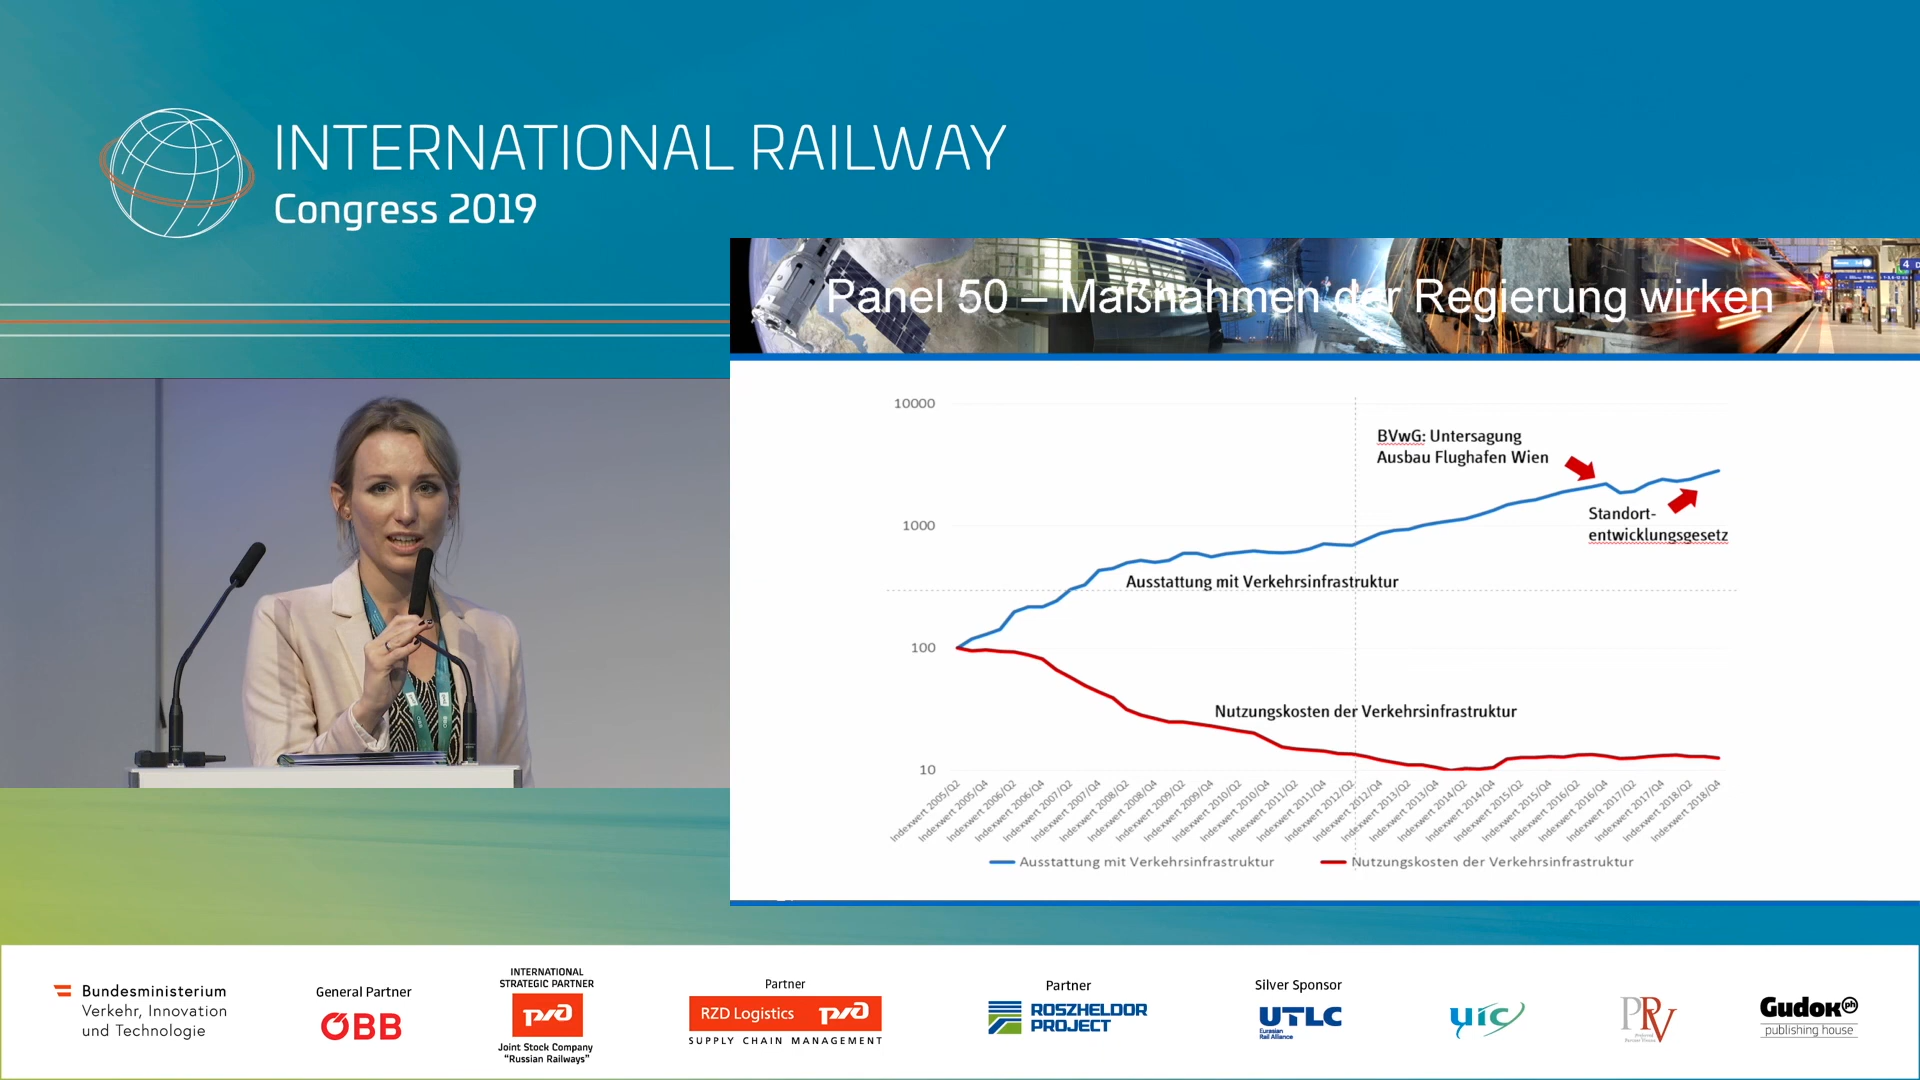 INTERNATIONAL RAILWAY
Congress 2019
Panel 50 – Maßnahmen der Regierung wirken
10000
1000
100
10
BVwG: Untersagung
Ausbau Flughafen Wien
Standort-
entwicklungsgesetz
Ausstattung mit Verkehrsinfrastruktur
Nutzungskosten der Verkehrsinfrastruktur
Indexwert 2005/Q2
Indexwert 2005/Q4
Indexwert 2006/Q2
Indexwert 2006/Q4
Indexwert 2007/Q2
Indexwert 2007/Q4
Indexwert 2008/Q2
Indexwert 2008/Q4
Indexwert 2009/Q2
Indexwert 2009/Q4
Indexwert 2010/Q2
Indexwert 2010/Q4
Indexwert 2011/Q2
Indexwert 2011/Q4
Indexwert 2012/Q2
Indexwert 2012/Q4
Indexwert 2013/Q2
Indexwert 2013/Q4
Indexwert 2014/Q2
Indexwert 2014/Q4
Indexwert 2015/Q2
Indexwert 2015/Q4
Indexwert 2016/Q2
Indexwert 2016/Q4
Indexwert 2017/Q2
Indexwert 2017/Q4
Indexwert 2018/Q2
Indexwert 2018/Q4
Ausstattung mit Verkehrsinfrastruktur
Nutzungskosten der Verkehrsinfrastruktur
Bundesministerium
Verkehr, Innovation
und Technologie
General Partner
ÖBB
INTERNATIONAL
STRATEGIC PARTNER
ржд
Joint Stock Company
"Russian Railways"
Partner
RZD Logistics ржд
SUPPLY CHAIN MANAGEMENT
Partner
ROSZHELDOR
PROJECT
Silver Sponsor
UTLC
Eurasian
Rail Alliance
uic
PRV
Gudok ph
publishing house